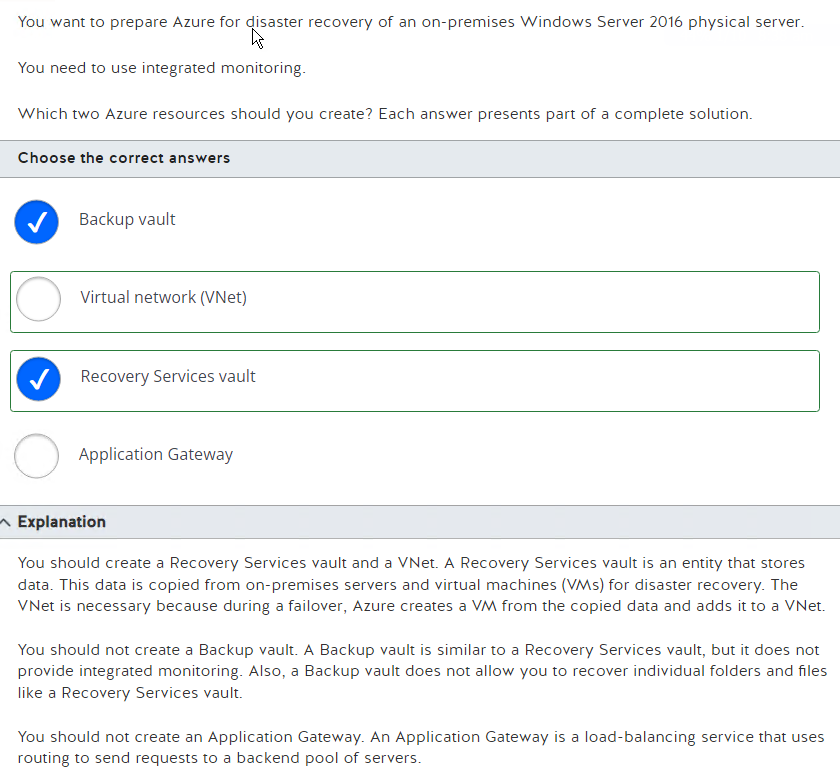 You want to prepare Azure for disaster recovery of an on-premises Windows Server 2016 physical server.
You need to use integrated monitoring.
Which two Azure resources should you create? Each answer presents part of a complete solution.
Choose the correct answers
Backup vault
Virtual network (VNet)
Recovery Services vault
Application Gateway
Explanation
You should create a Recovery Services vault and a VNet. A Recovery Services vault is an entity that stores
data. This data is copied from on-premises servers and virtual machines (VMs) for disaster recovery. The
VNet is necessary because during a failover, Azure creates a VM from the copied data and adds it to a VNet.
You should not create a Backup vault. A Backup vault is similar to a Recovery Services vault, but it does not
provide integrated monitoring. Also, a Backup vault does not allow you to recover individual folders and files
like a Recovery Services vault.
You should not create an Application Gateway. An Application Gateway is a load-balancing service that uses
routing to send requests to a backend pool of servers.